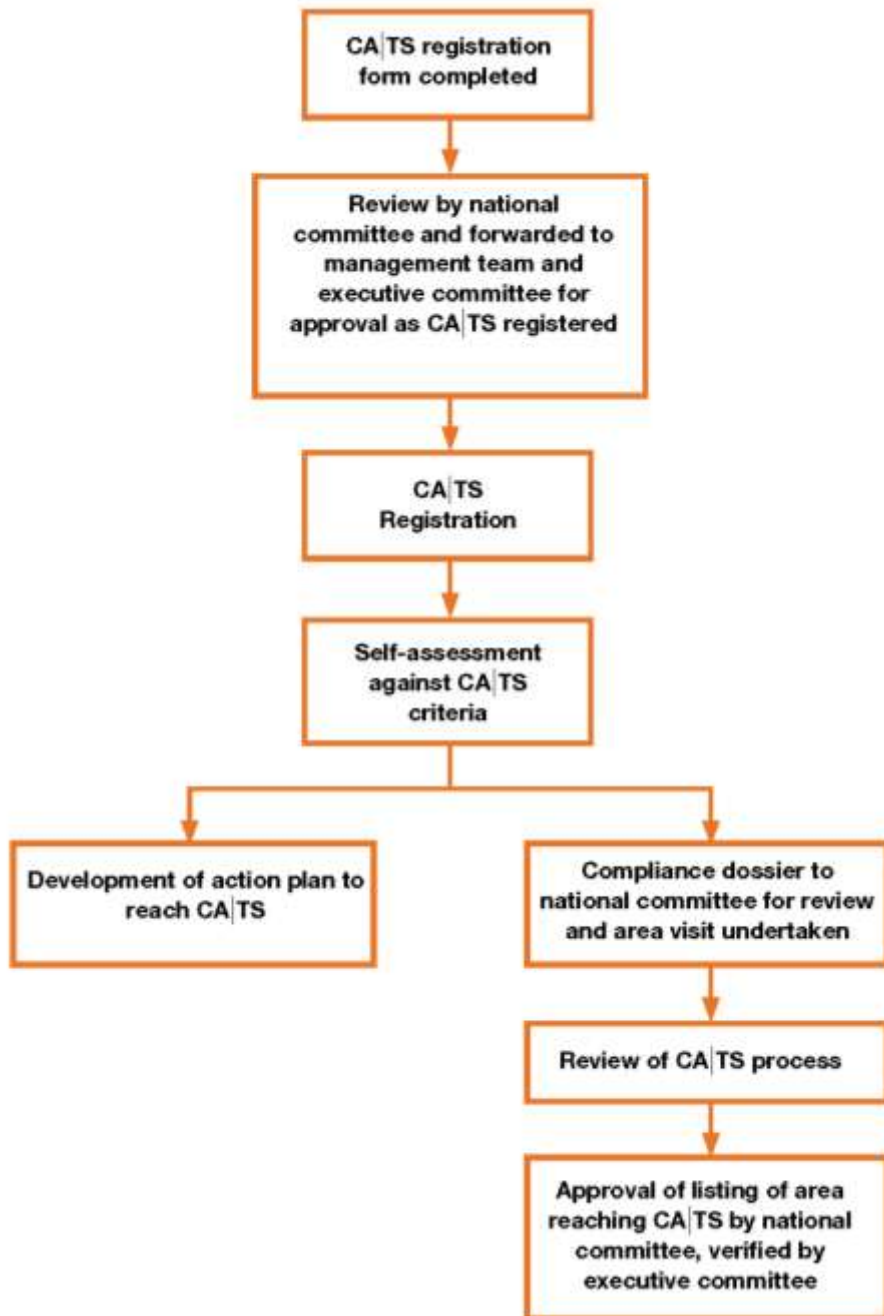 CA|TS registration
form completed
Review by national
committee and forwarded to
management team and
executive committee for
approval as CA|TS registered
CA|TS
Registration
Self-assessment
against CA|TS
criteria
Development of action plan to
reach CA|TS
Compliance dossier to
national committee for review
and area visit undertaken
Review of CA|TS process
Approval of listing of area
reaching CA|TS by national
committee, verified by
executive committee